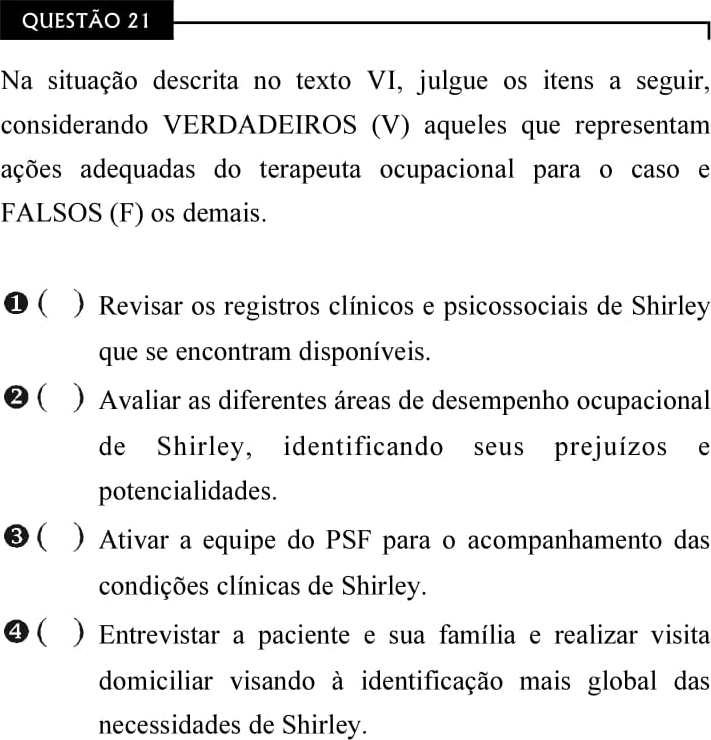 QUESTÃO 21
Na situação descrita no texto VI, julgue os itens a seguir,
considerando VERDADEIROS (V) aqueles que representam
ações adequadas do terapeuta ocupacional para o caso e
FALSOS (F) os demais.
❶ ( ) Revisar os registros clínicos e psicossociais de Shirley
que se encontram disponíveis.
❷ ( ) Avaliar as diferentes áreas de desempenho ocupacional
de Shirley, identificando seus prejuízos e
potencialidades.
❸ ( ) Ativar a equipe do PSF para o acompanhamento das
condições clínicas de Shirley.
❹ ( ) Entrevistar a paciente e sua família e realizar visita
domiciliar visando à identificação mais global das
necessidades de Shirley.